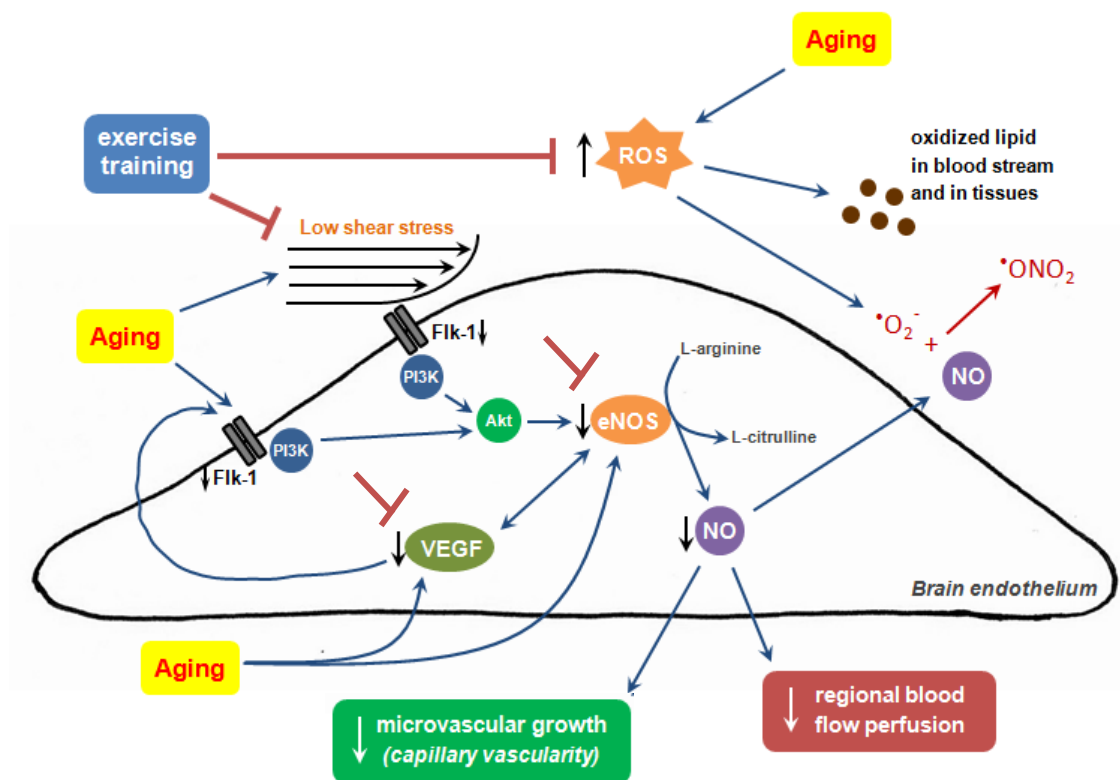 Aging
exercise
training
ROS
oxidized lipid
in blood stream
and in tissues
Low shear stress
•ONO2
•O2-
+
NO
Aging
Flk-1
PI3K
L-arginine
Akt
eNOS
L-citrulline
PI3K
Flk-1
VEGF
NO
Brain endothelium
Aging
regional blood
flow perfusion
microvascular growth
(capillary vascularity)